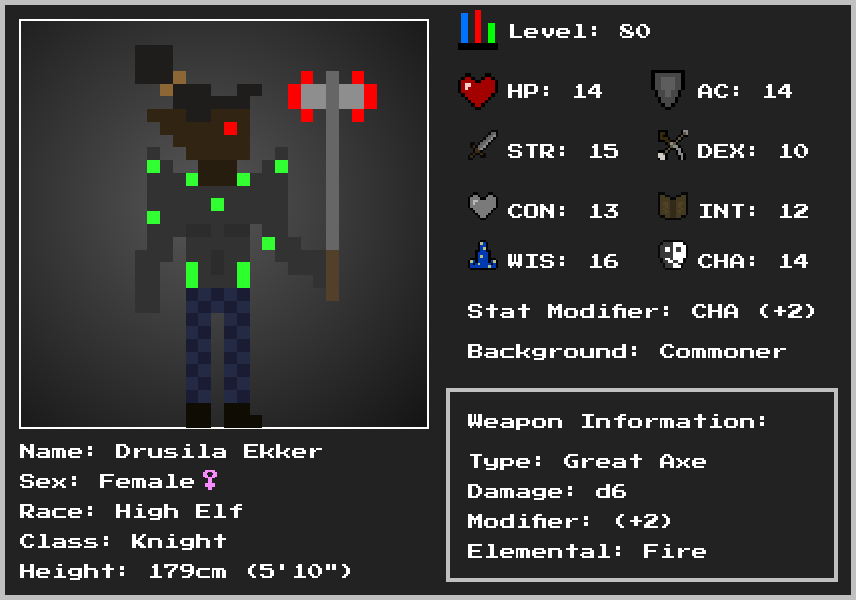 Level: 80
HP: 14 AC: 14
STR: 15 DEX: 10
CON: 13 INT: 12
WIS: 16 CHA: 14
Stat Modifier: CHA (+2)
Background: Commoner
Weapon Information:
Type: Great Axe
Damage: d6
Modifier: (+2)
Elemental: Fire
Name: Drusila Ekker
Sex: Female♀
Race: High Elf
Class: Knight
Height: 179cm (5'10")